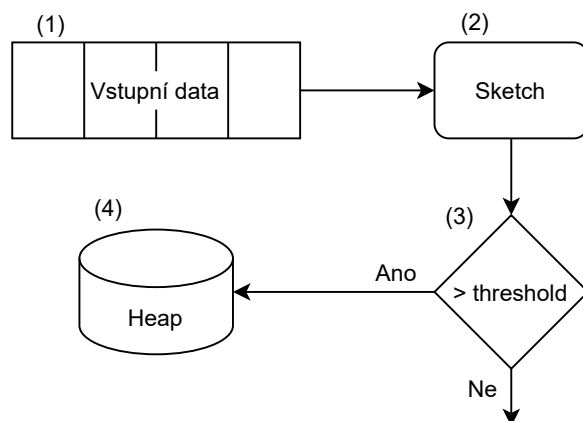 (1)
Vstupní data
(2)
Sketch
(3)
> threshold
Ano
(4)
Heap
Ne